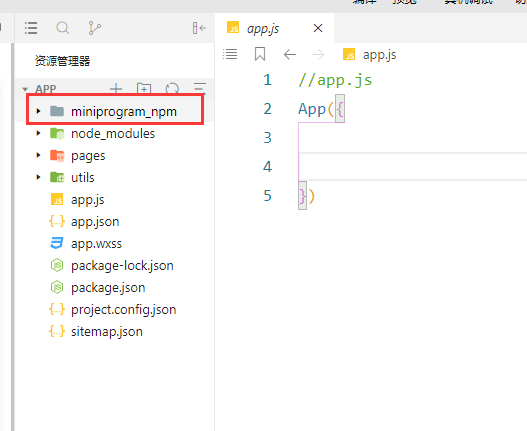 app.js
资源管理器
APP
miniprogram_npm
node_modules
pages
utils
app.js
app.json
app.wxss
package-lock.json
package.json
project.config.json
sitemap.json
app.js
1 //app.js
2 App({
3
4
5 })